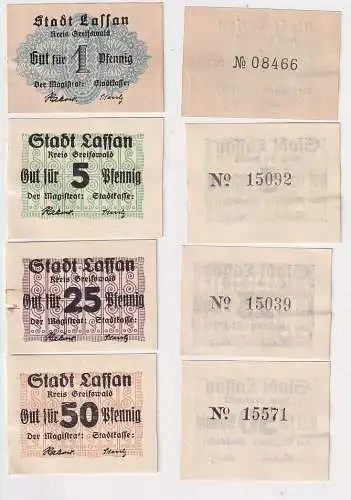 Stadt Lassan
Kreis Greifswald
Gut für 1 Pfennig
Der Magistrat: Stadtkasse:
№ 08466
Stadt Lassan
Kreis Greifswald
Gut für 5 Pfennig
Der Magistrat: Stadtkasse:
№ 15092
Stadt Lassan
Kreis Greifswald
Gut für 25 Pfennig
Der Magistrat: Stadtkasse:
№ 15039
Stadt Lassan
Kreis Greifswald
Gut für 50 Pfennig
Der Magistrat: Stadtkasse:
№ 15571